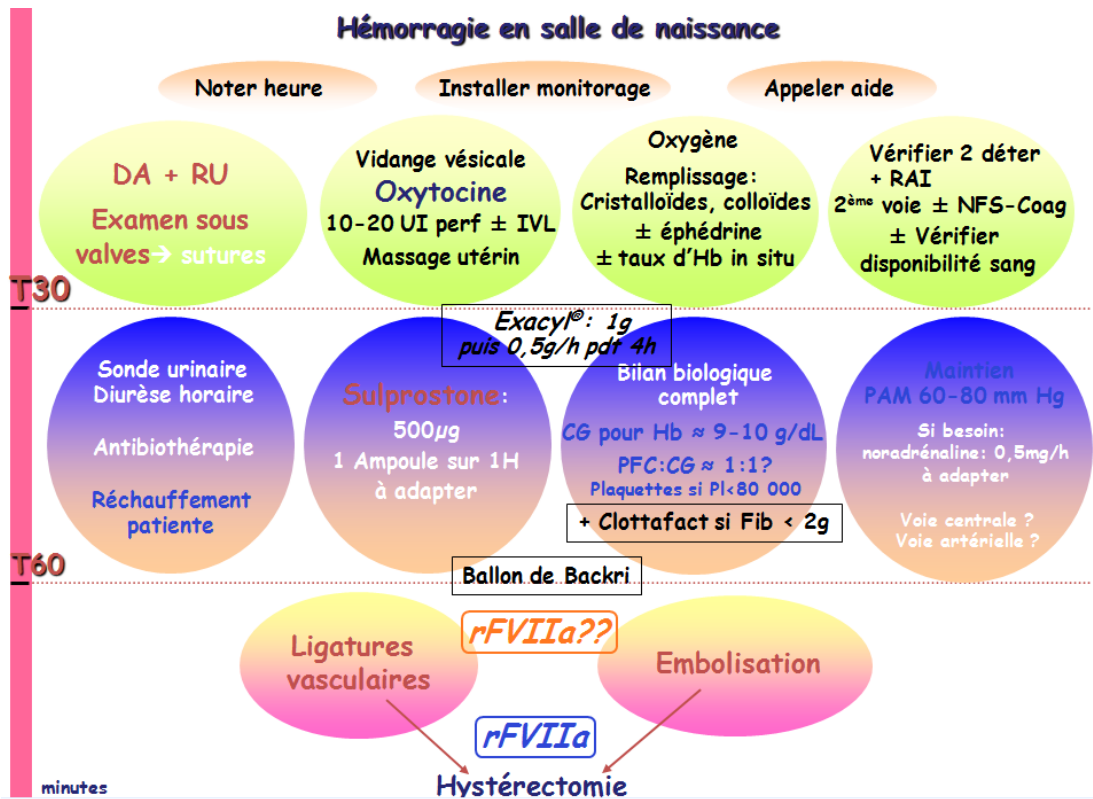 Hémorragie en salle de naissance
Noter heure
Installer monitorage
Appeler aide
DA + RU
Examen sous
valves→ sutures
Vidange vésicale
Oxytocine
10-20 UI perf ± IVL
Massage utérin
Oxygène
Remplissage:
Cristalloïdes, colloïdes
± éphédrine
± taux d'Hb in situ
Vérifier 2 déter
+ RAI
2ème voie ± NFS-Coag
± Vérifier
disponibilité sang
T30
Exacyl®: 1g
puis 0,5g/h pdt 4h
Sonde urinaire
Diurèse horaire
Antibiothérapie
Réchauffement
patiente
Sulprostone:
500µg
1 Ampoule sur 1H
à adapter
Bilan biologique
complet
CG pour Hb ≈ 9-10 g/dL
PFC:CG ≈ 1:1?
Plaquettes si Pl<80 000
+ Clottafact si Fib < 2g
Maintien
PAM 60-80 mm Hg
Si besoin:
noradrénaline: 0,5mg/h
à adapter
Voie centrale ?
Voie artérielle ?
T60
Ballon de Backri
Ligatures
vasculaires
rFVIIa??
Embolisation
rFVIIa
Hystérectomie
minutes